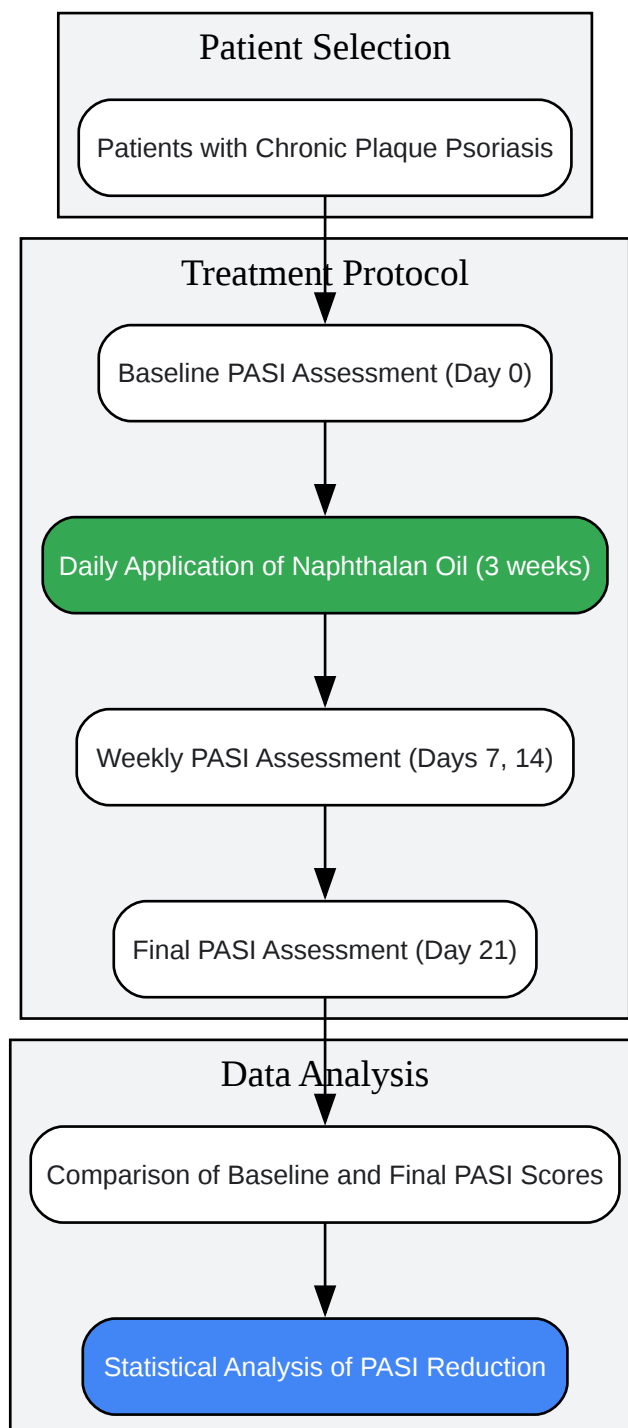 Patient Selection
Patients with Chronic Plaque Psoriasis
Treatment Protocol
Baseline PASI Assessment (Day 0)
Daily Application of Naphthalan Oil (3 weeks)
Weekly PASI Assessment (Days 7, 14)
Final PASI Assessment (Day 21)
Data Analysis
Comparison of Baseline and Final PASI Scores
Statistical Analysis of PASI Reduction